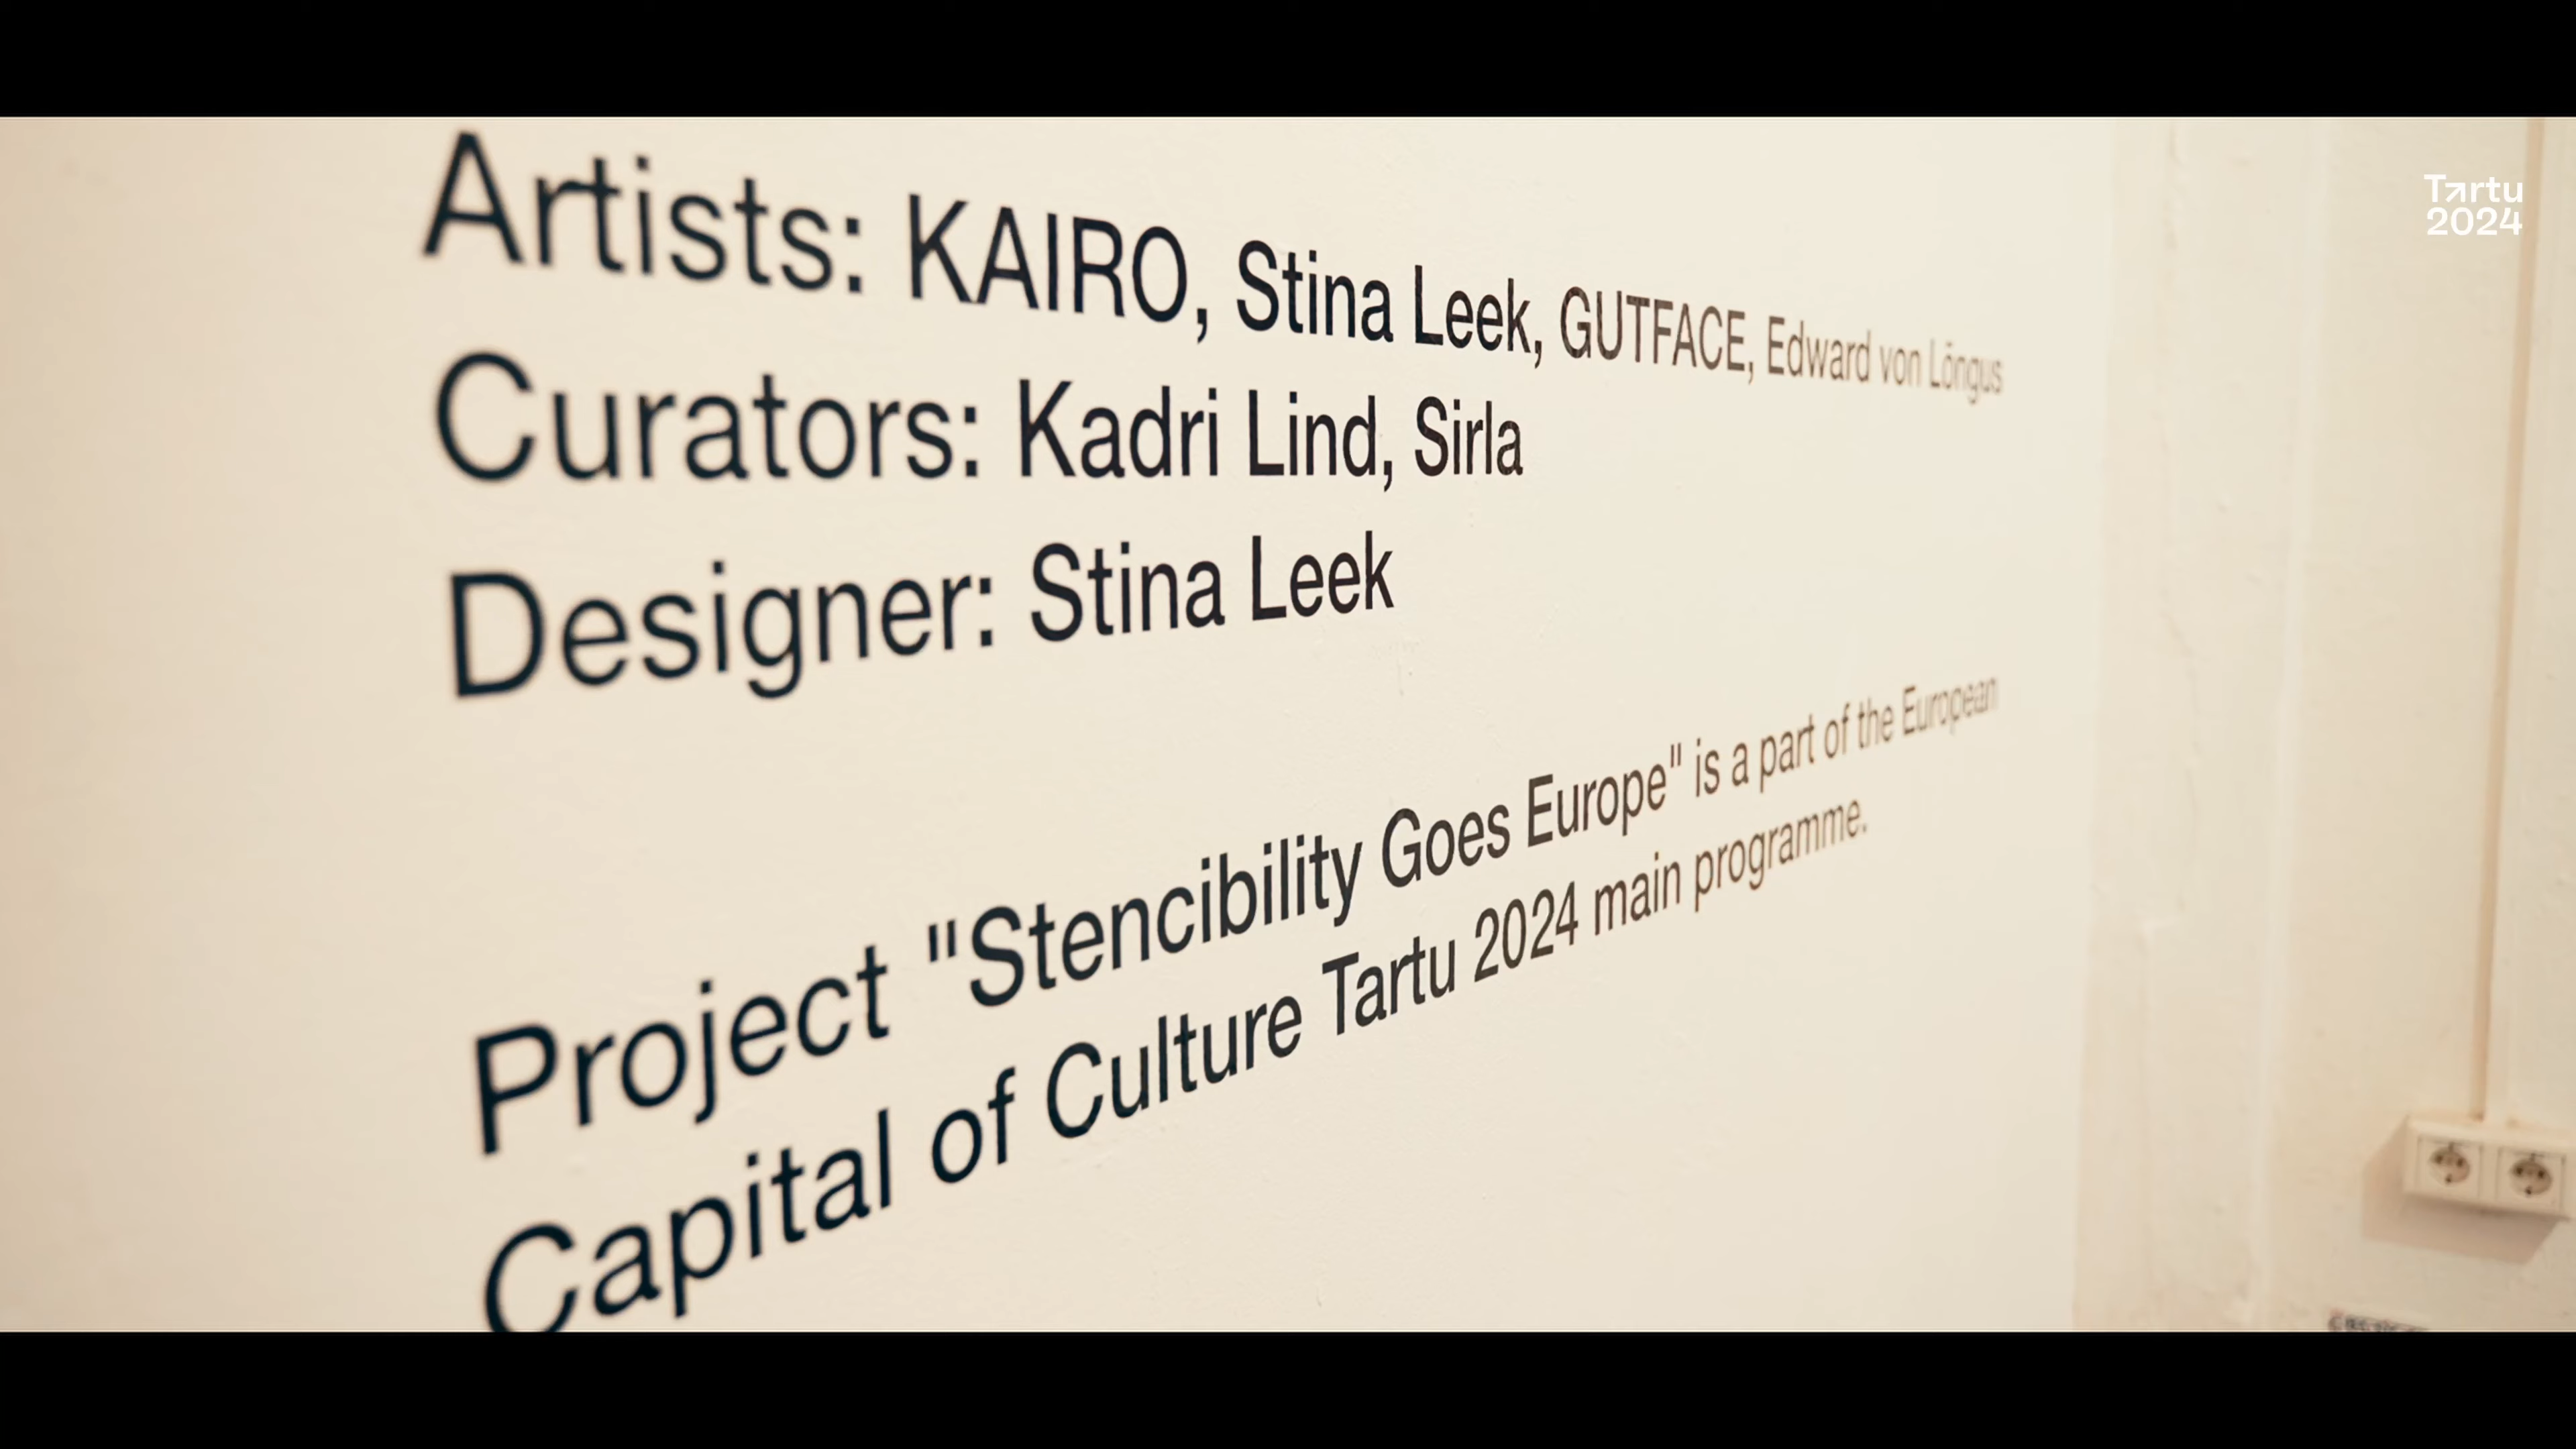 Artists: KAIRO, Stina Leek, GUTFACE, Edward von Lõngus
Curators: Kadri Lind, Sirla
Designer: Stina Leek
Project "Stencibility Goes Europe" is a part of the European
Capital of Culture Tartu 2024 main programme.
Tartu
2024